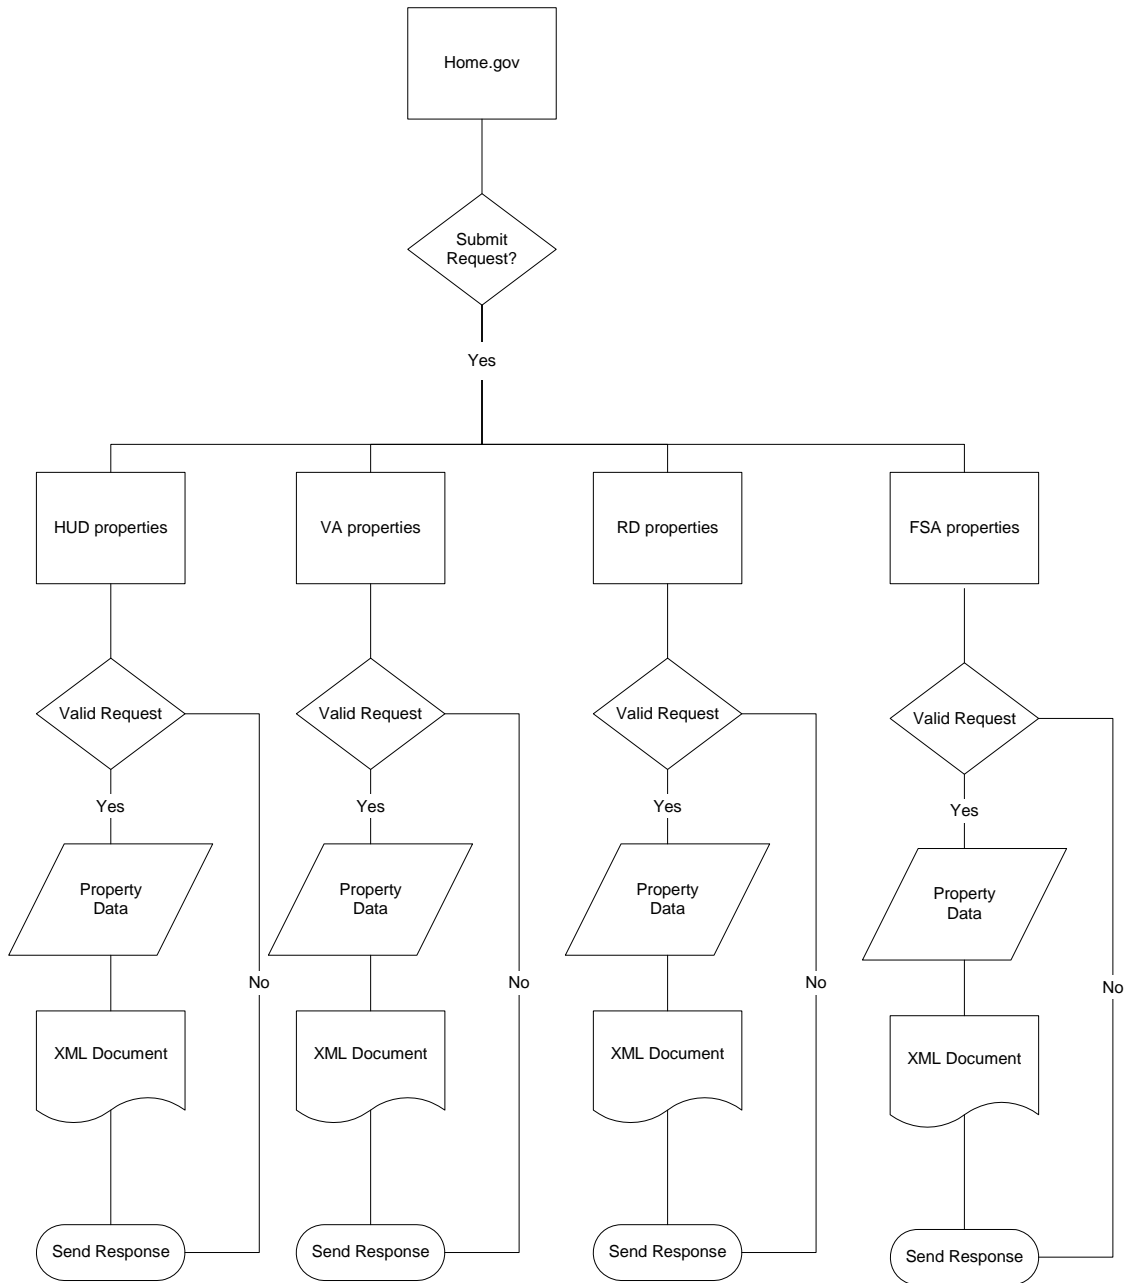 Home.gov
Submit
Request?
Yes
HUD properties
VA properties
RD properties
FSA properties
Valid Request
Valid Request
Valid Request
Valid Request
Yes
Yes
Yes
Yes
Property
Data
Property
Data
Property
Data
Property
Data
No
No
No
No
XML Document
XML Document
XML Document
XML Document
Send Response
Send Response
Send Response
Send Response